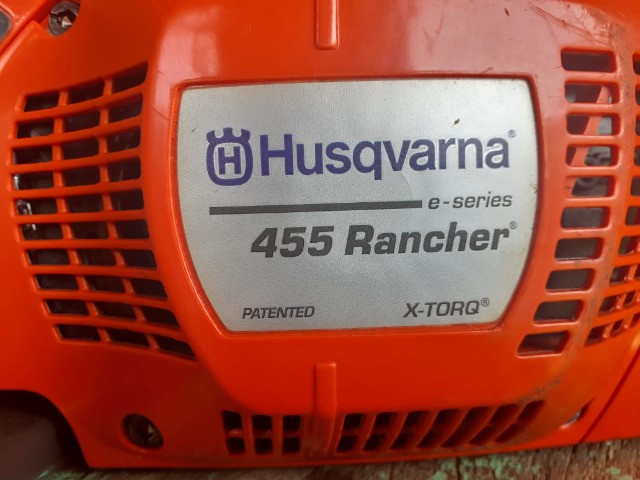 H Husqvarna®
e-series
455 Rancher®
PATENTED X-TORQ®